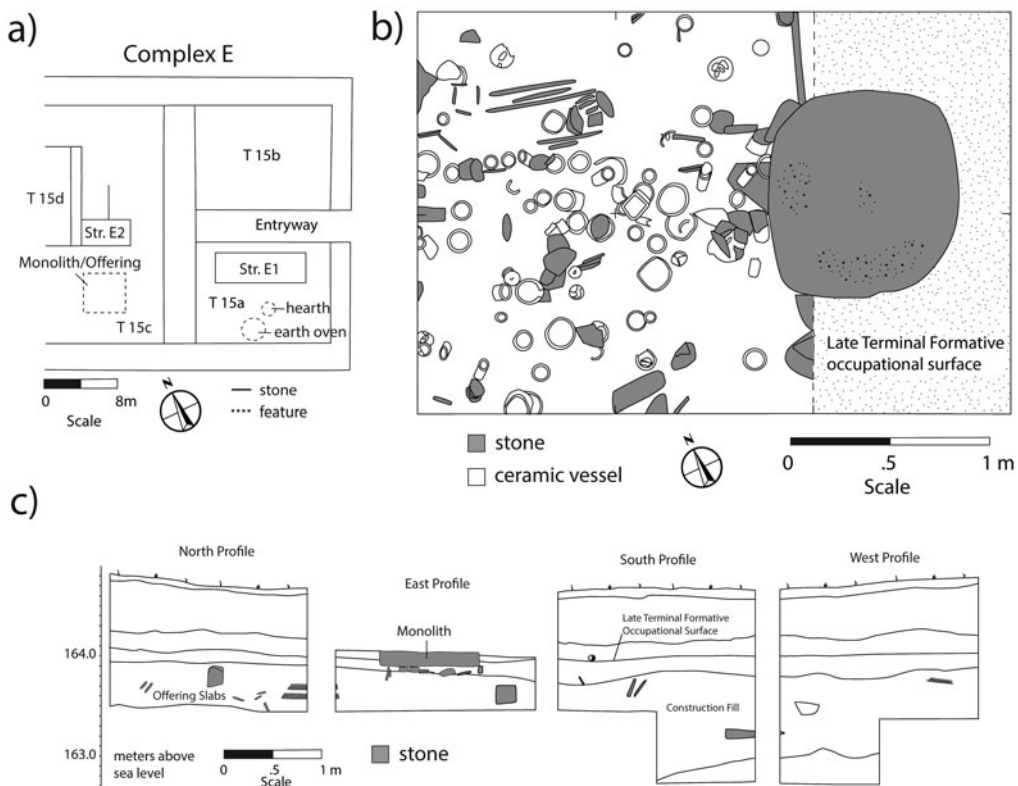 a)
Complex E
T 15b
T 15d
Str. E2
Entryway
Monolith/Offering
Str. E1
T 15a
hearth
earth oven
T 15c
0 8m
Scale
N
stone
feature
b)
Late Terminal Formative
occupational surface
stone
ceramic vessel
N
0 .5 1 m
Scale
c)
North Profile
East Profile
South Profile
West Profile
Monolith
Late Terminal Formative
Occupational Surface
164.0
Offering Slabs
Construction Fill
163.0
meters above
sea level
0 .5 1 m
Scale
stone